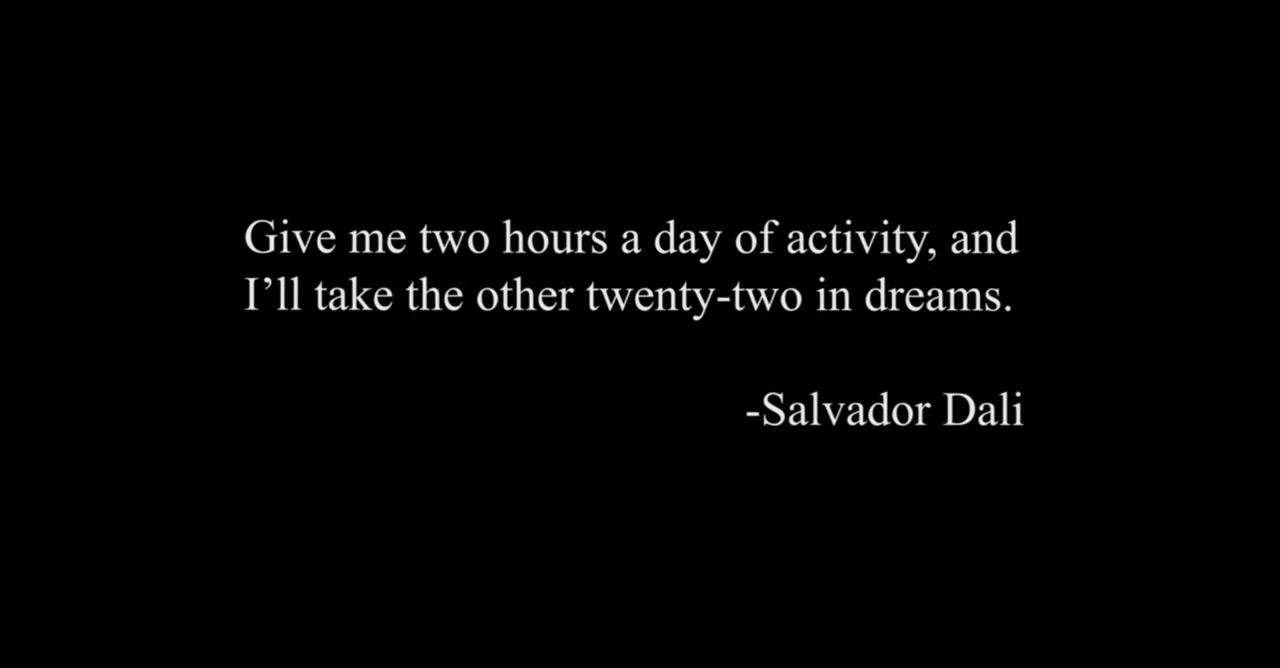 Give me two hours a day of activity, and
I’ll take the other twenty-two in dreams.
-Salvador Dali